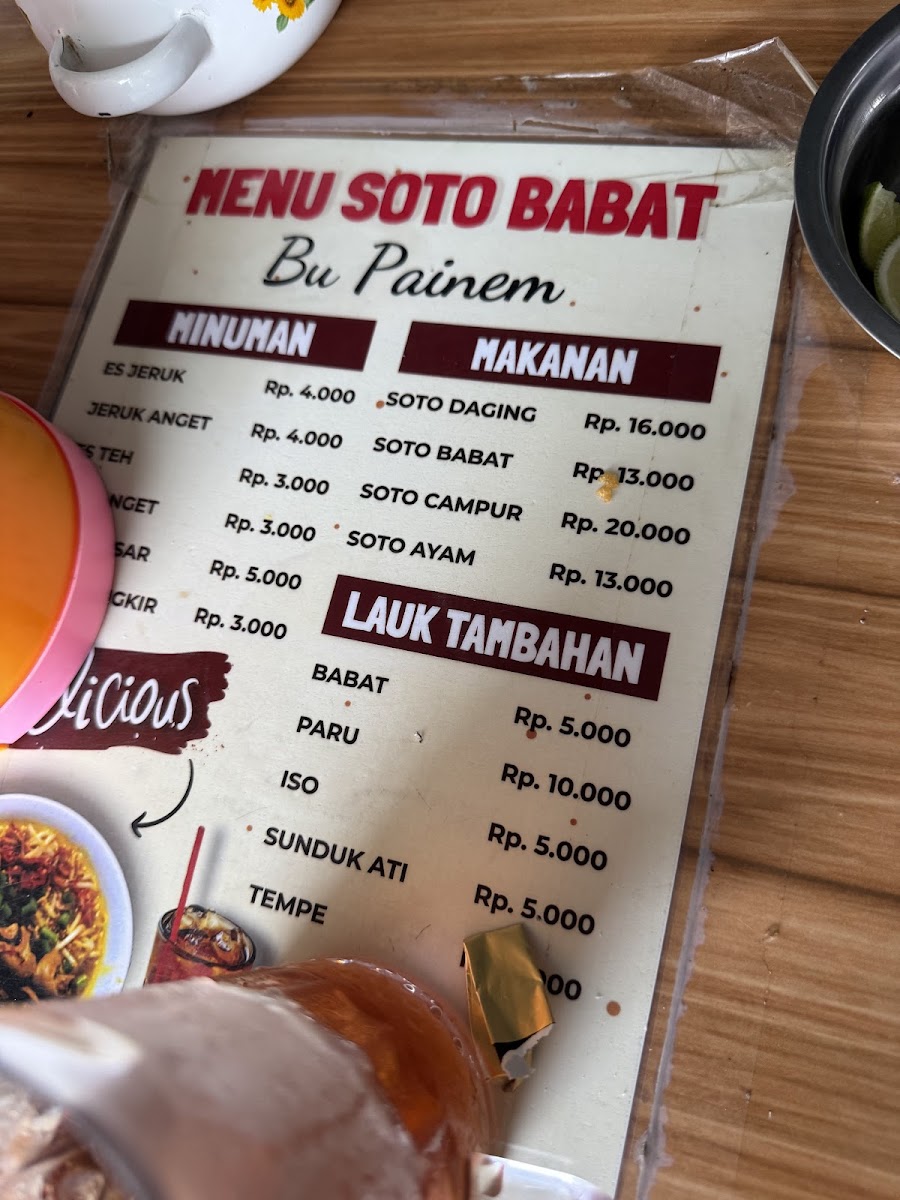 MENU SOTO BABAT
Bu Painem
MINUMAN
ES JERUK Rp. 4.000
JERUK ANGET Rp. 4.000
TEH Rp. 3.000
Rp. 3.000
Rp. 5.000
Rp. 3.000
MAKANAN
SOTO DAGING Rp. 16.000
SOTO BABAT Rp. 13.000
SOTO CAMPUR Rp. 20.000
SOTO AYAM Rp. 13.000
LAUK TAMBAHAN
BABAT Rp. 5.000
PARU Rp. 10.000
ISO Rp. 5.000
SUNDUK ATI Rp. 5.000
TEMPE